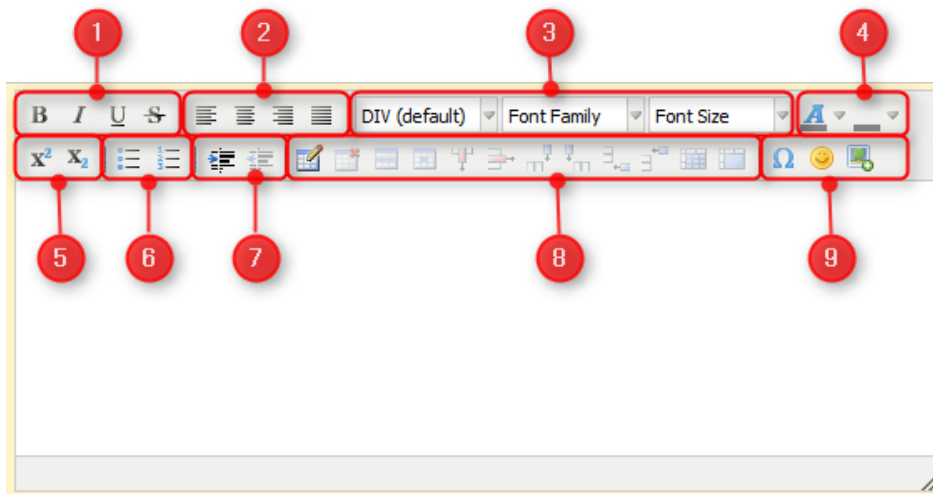 1 2 3 4
B I U S DIV (default) Font Family Font Size A
x² x₂ Ω
5 6 7 8 9